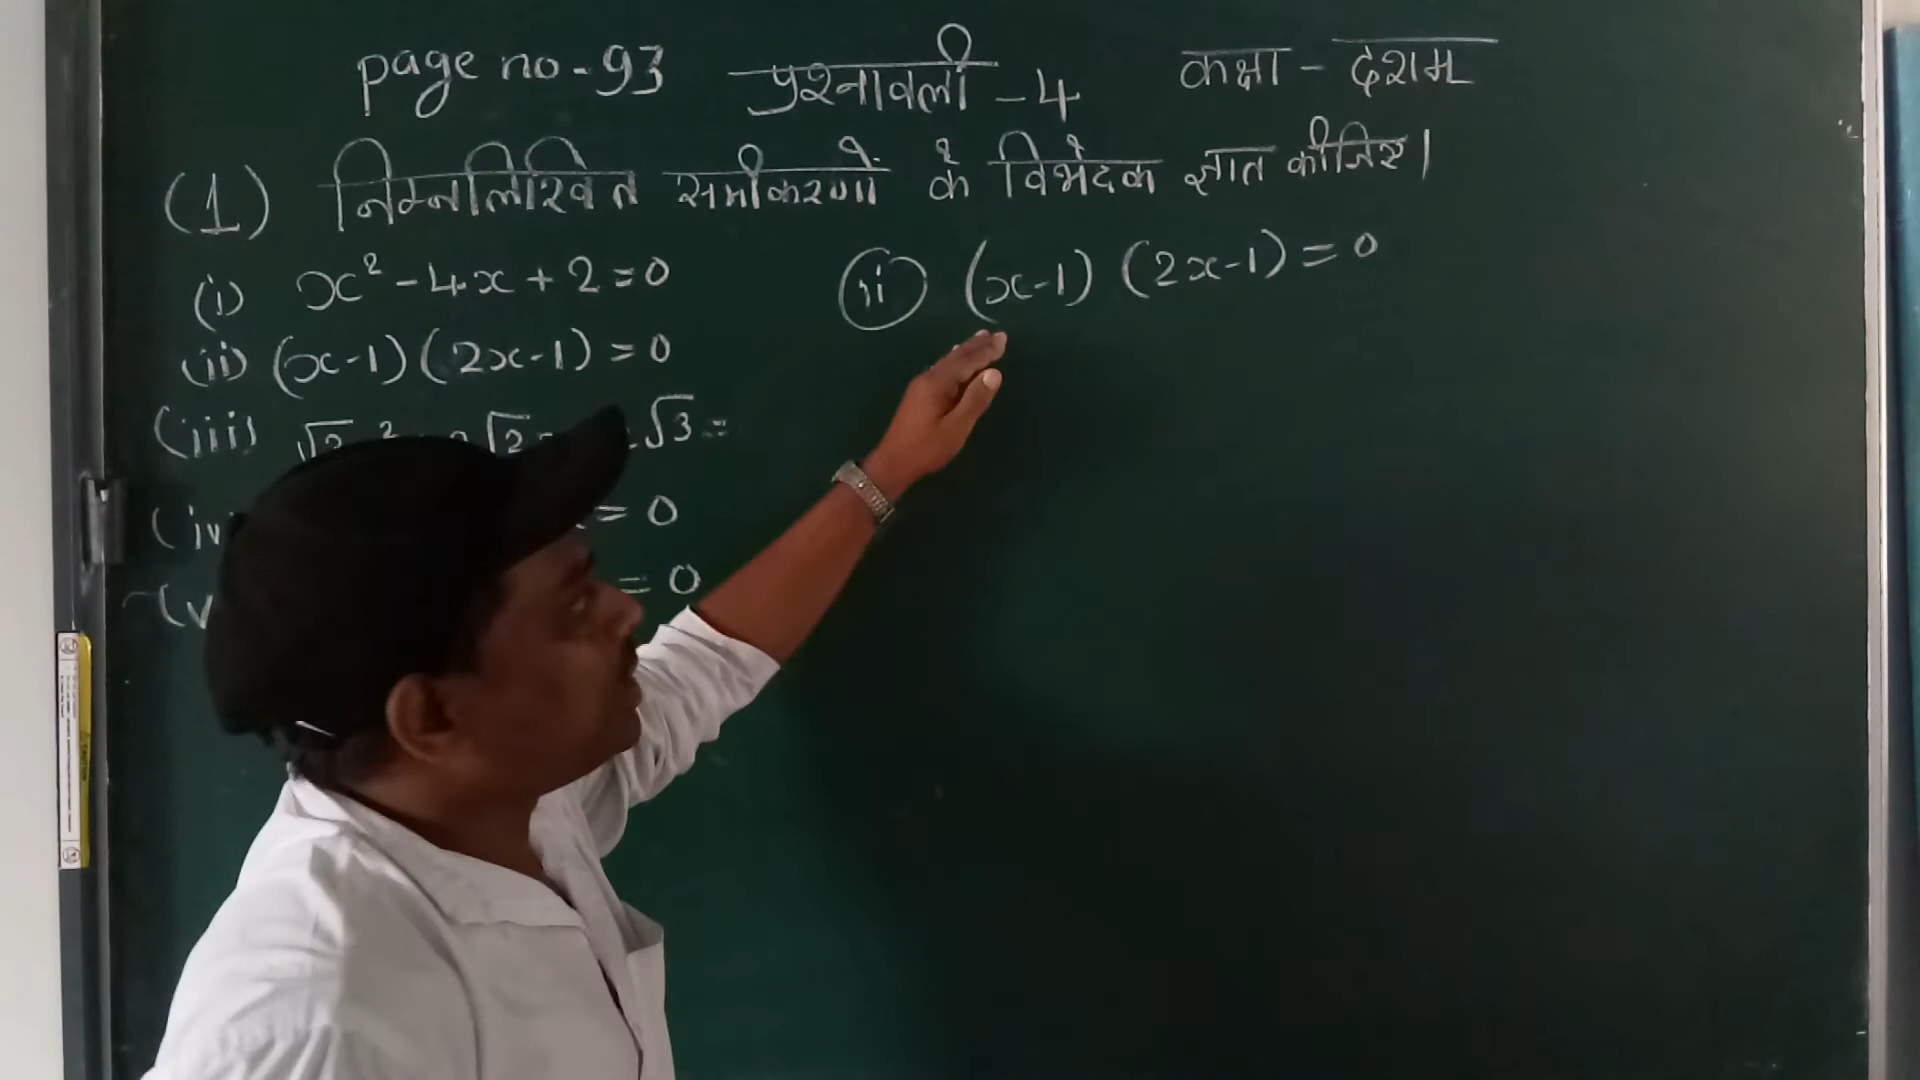 page no-93 प्रश्नावली-4 कक्षा - दशम
(1) निम्नलिखित समीकरणों के विभेदक ज्ञात कीजिए।
(i) x² - 4x + 2 = 0
(ii) (x-1) (2x-1) = 0
(iii) √3 =
(iv = 0
(v = 0
(ii) (x-1) (2x-1) = 0